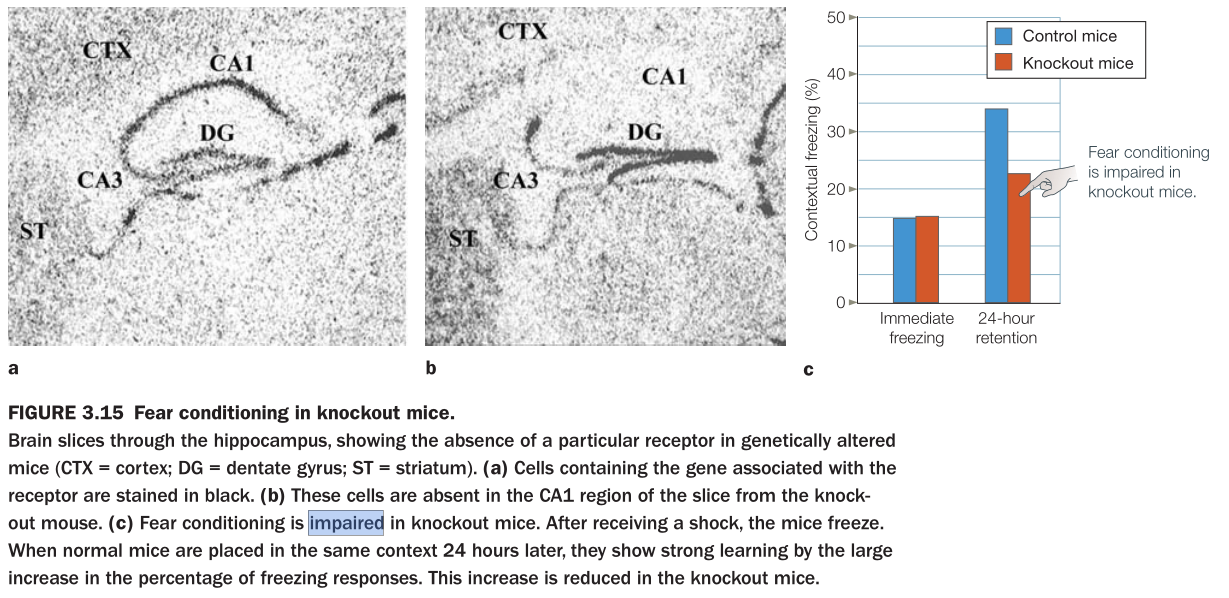 CTX
CA1
DG
CA3
ST
a
CTX
CA1
DG
CA3
ST
b
50
40
30
20
10
0
Contextual freezing (%)
Control mice
Knockout mice
Immediate
freezing
24-hour
retention
Fear conditioning
is impaired in
knockout mice.
c
FIGURE 3.15 Fear conditioning in knockout mice.
Brain slices through the hippocampus, showing the absence of a particular receptor in genetically altered
mice (CTX = cortex; DG = dentate gyrus; ST = striatum). (a) Cells containing the gene associated with the
receptor are stained in black. (b) These cells are absent in the CA1 region of the slice from the knock-
out mouse. (c) Fear conditioning is impaired in knockout mice. After receiving a shock, the mice freeze.
When normal mice are placed in the same context 24 hours later, they show strong learning by the large
increase in the percentage of freezing responses. This increase is reduced in the knockout mice.